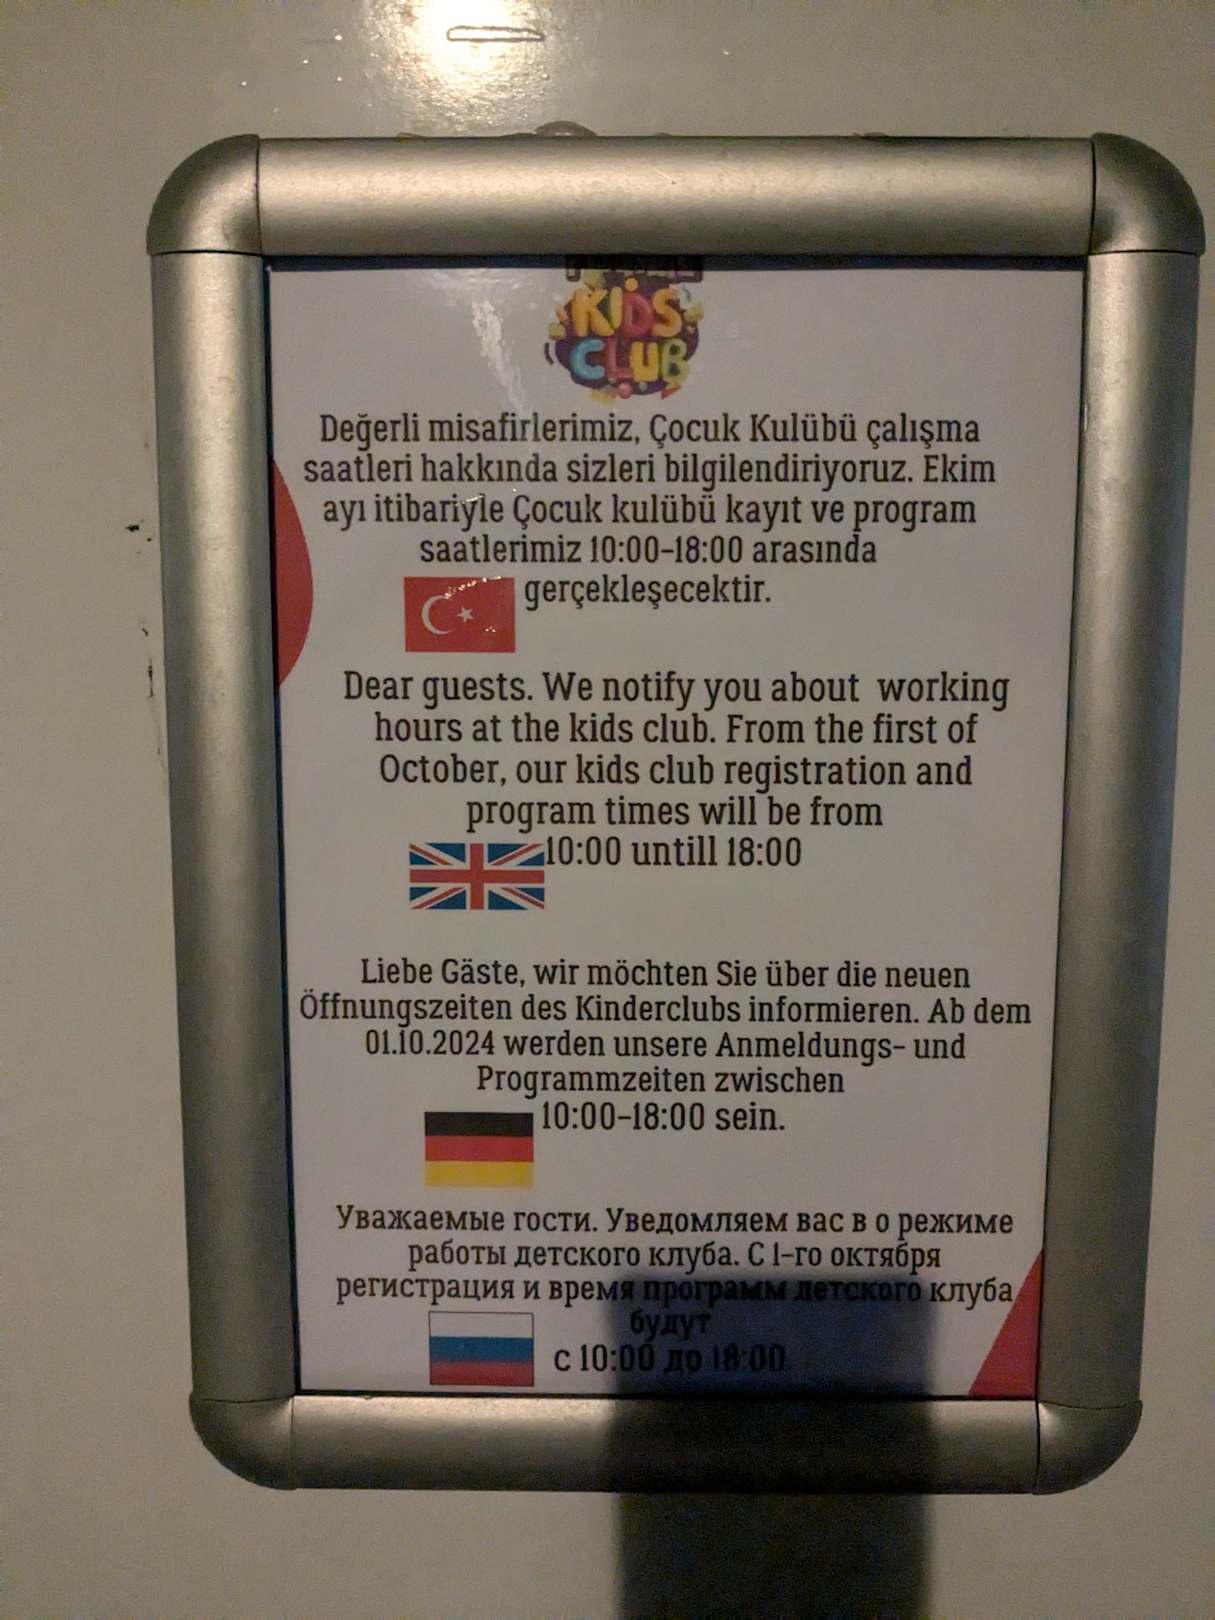 KIDS
CLUB
Değerli misafirlerimiz, Çocuk Kulübü çalışma
saatleri hakkında sizleri bilgilendiriyoruz. Ekim
ayı itibariyle Çocuk kulübü kayıt ve program
saatlerimiz 10:00-18:00 arasında
gerçekleşecektir.
Dear guests. We notify you about working
hours at the kids club. From the first of
October, our kids club registration and
program times will be from
10:00 untill 18:00
Liebe Gäste, wir möchten Sie über die neuen
Öffnungszeiten des Kinderclubs informieren. Ab dem
01.10.2024 werden unsere Anmeldungs- und
Programmzeiten zwischen
10:00-18:00 sein.
Уважаемые гости. Уведомляем вас в о режиме
работы детского клуба. С 1-го октября
регистрация и время программ детского клуба
будут
с 10:00 до 18:00